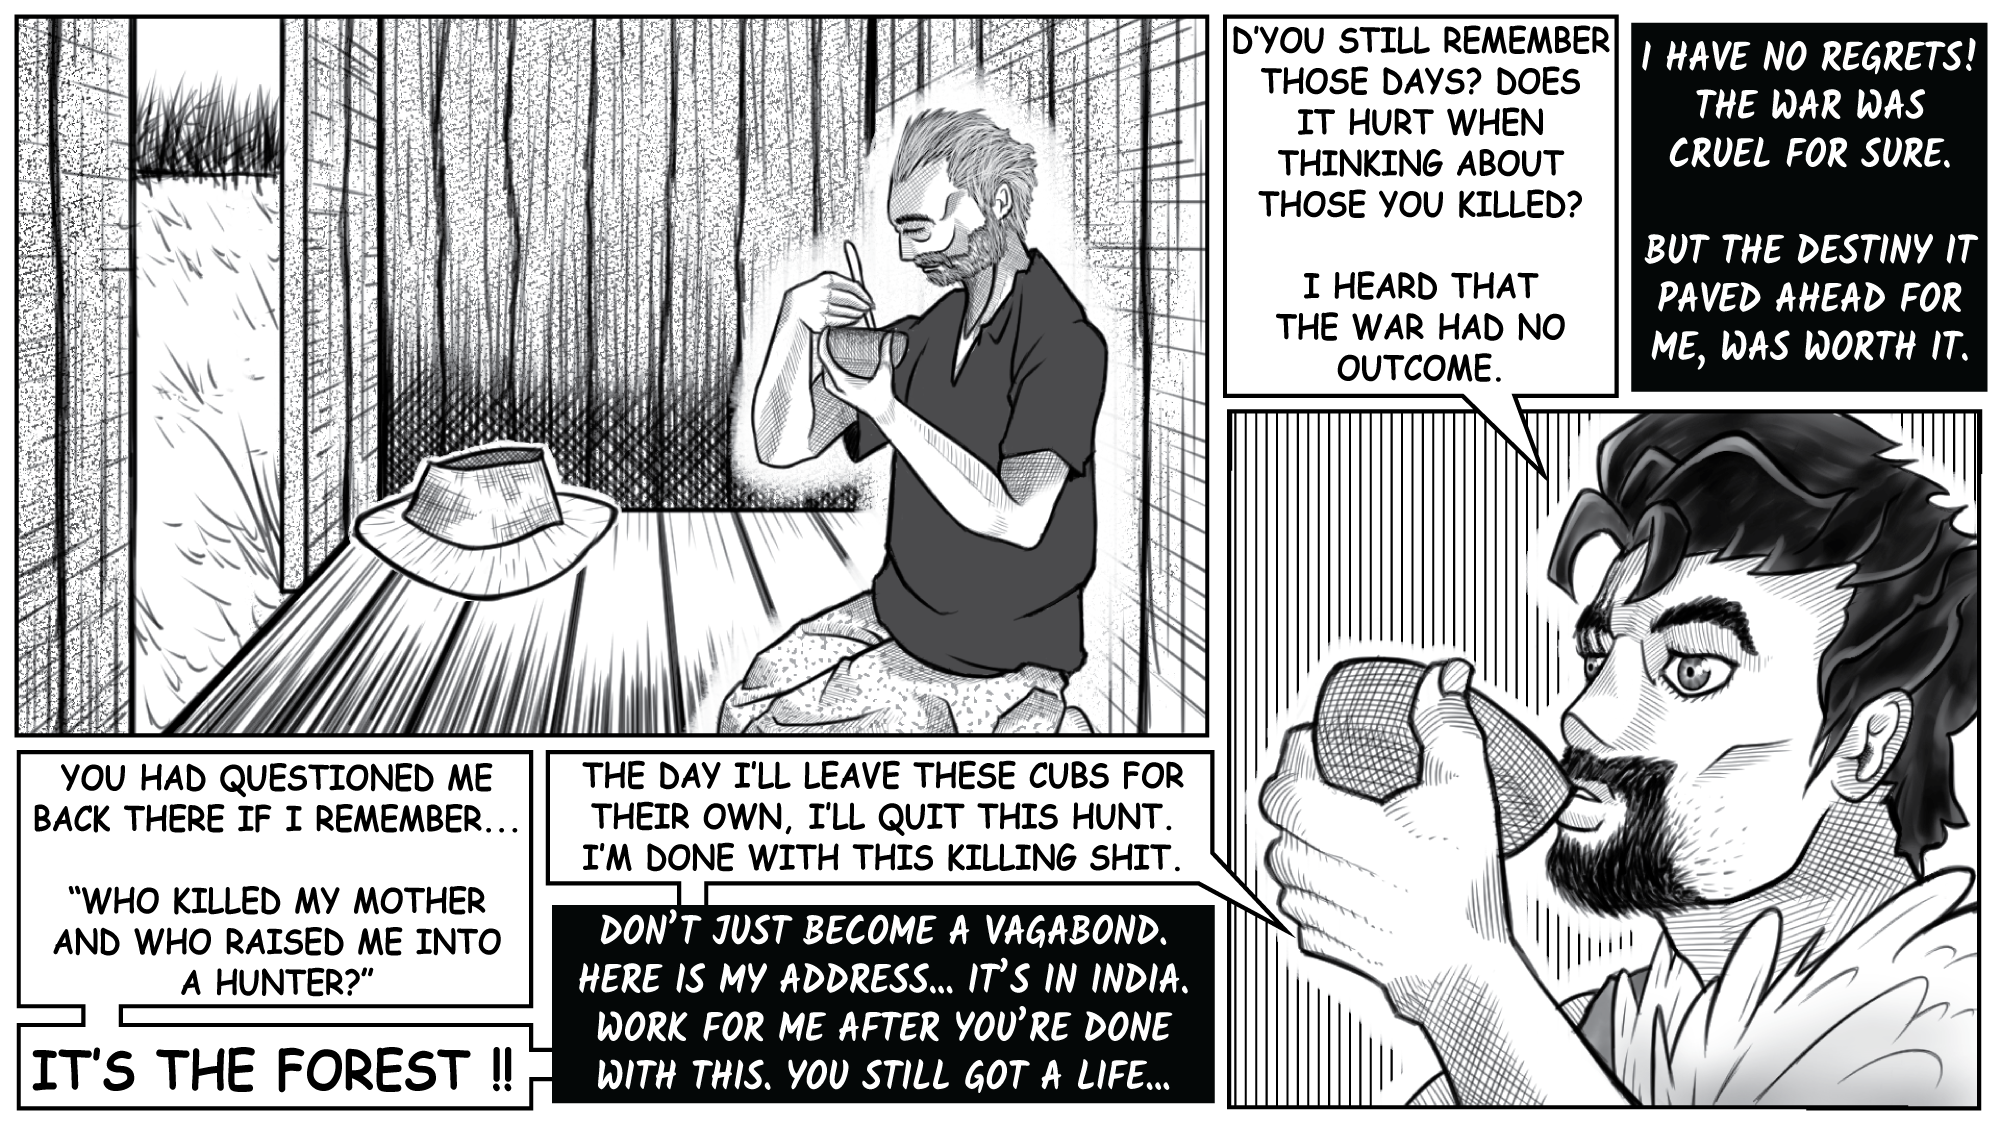 D'YOU STILL REMEMBER
THOSE DAYS? DOES
IT HURT WHEN
THINKING ABOUT
THOSE YOU KILLED?
I HEARD THAT
THE WAR HAD NO
OUTCOME.
I HAVE NO REGRETS!
THE WAR WAS
CRUEL FOR SURE.
BUT THE DESTINY IT
PAVED AHEAD FOR
ME, WAS WORTH IT.
YOU HAD QUESTIONED ME
BACK THERE IF I REMEMBER...
"WHO KILLED MY MOTHER
AND WHO RAISED ME INTO
A HUNTER?"
IT'S THE FOREST !!
THE DAY I'LL LEAVE THESE CUBS FOR
THEIR OWN, I'LL QUIT THIS HUNT.
I'M DONE WITH THIS KILLING SHIT.
DON'T JUST BECOME A VAGABOND.
HERE IS MY ADDRESS... IT'S IN INDIA.
WORK FOR ME AFTER YOU'RE DONE
WITH THIS. YOU STILL GOT A LIFE...